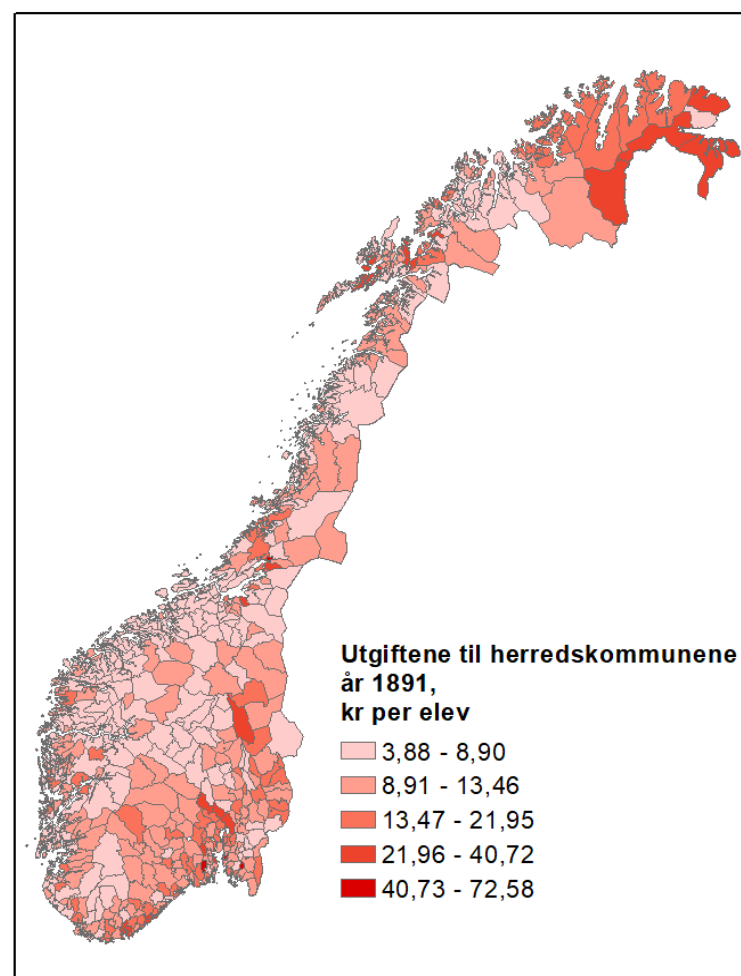 Utgiftene til herredskommunene
år 1891,
kr per elev
3,88 - 8,90
8,91 - 13,46
13,47 - 21,95
21,96 - 40,72
40,73 - 72,58